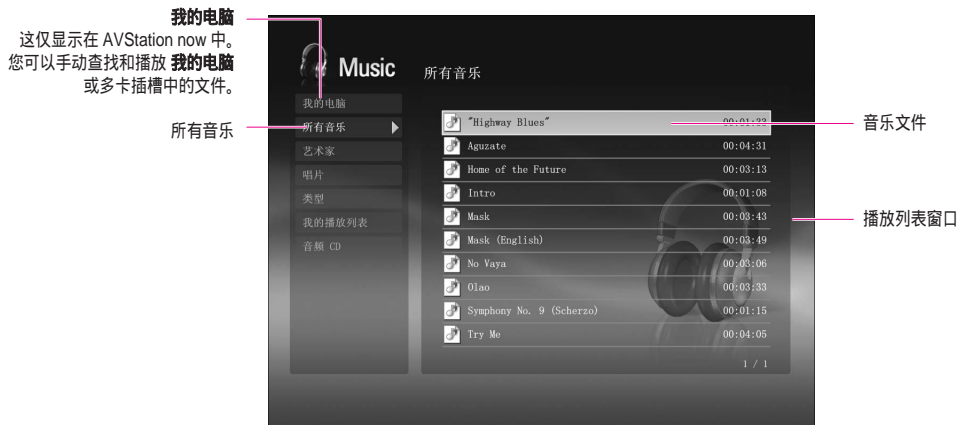 我的电脑
这仅显示在 AVStation now 中。
您可以手动查找和播放 我的电脑
或多卡插槽中的文件。
所有音乐
Music
所有音乐
我的电脑
所有音乐
艺术家
唱片
类型
我的播放列表
音频 CD
"Highway Blues" 00:01:33
Aguzate 00:04:31
Home of the Future 00:03:13
Intro 00:01:08
Mask 00:03:43
Mask (English) 00:03:49
No Vaya 00:03:06
Olao 00:03:33
Symphony No. 9 (Scherzo) 00:01:15
Try Me 00:04:05
1 / 1
音乐文件
播放列表窗口